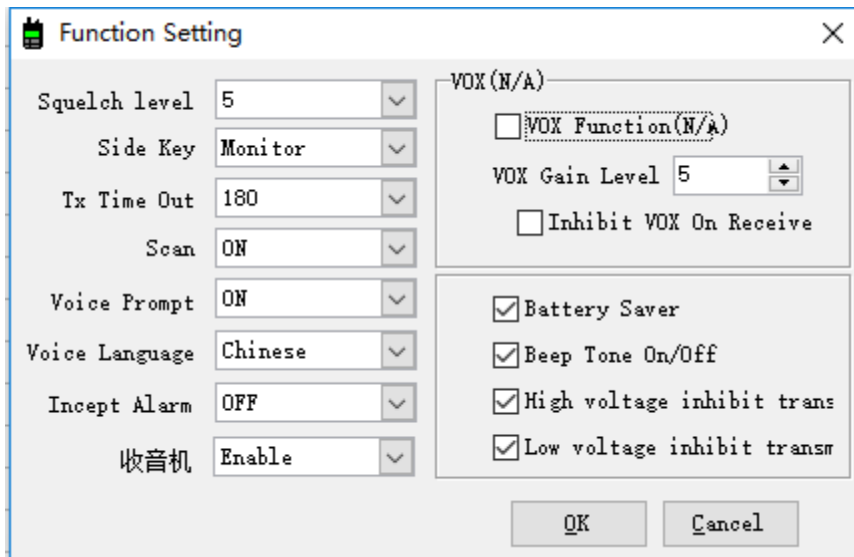 Function Setting
Squelch level 5
Side Key Monitor
Tx Time Out 180
Scan ON
Voice Prompt ON
Voice Language Chinese
Incept Alarm OFF
收音机 Enable
VOX(N/A)
VOX Function(N/A)
VOX Gain Level 5
Inhibit VOX On Receive
Battery Saver
Beep Tone On/Off
High voltage inhibit trans
Low voltage inhibit transm
OK Cancel